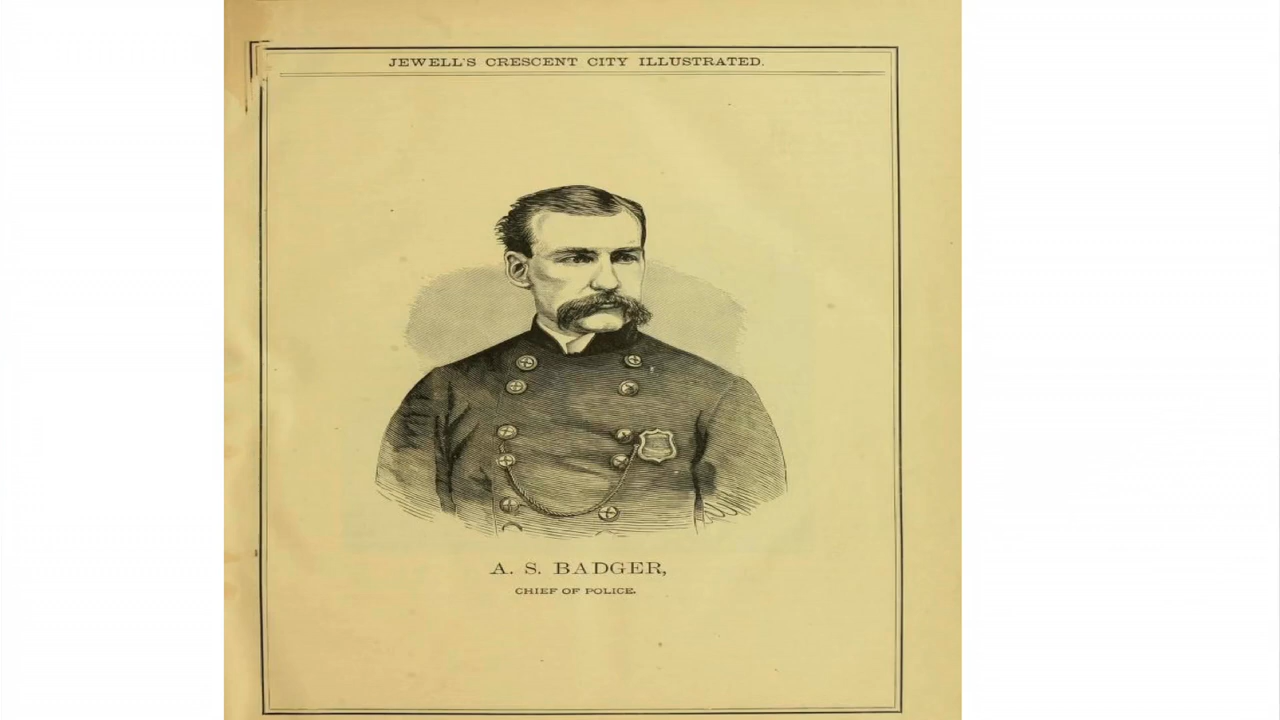 JEWELL'S CRESCENT CITY ILLUSTRATED.
A. S. BADGER,
CHIEF OF POLICE.